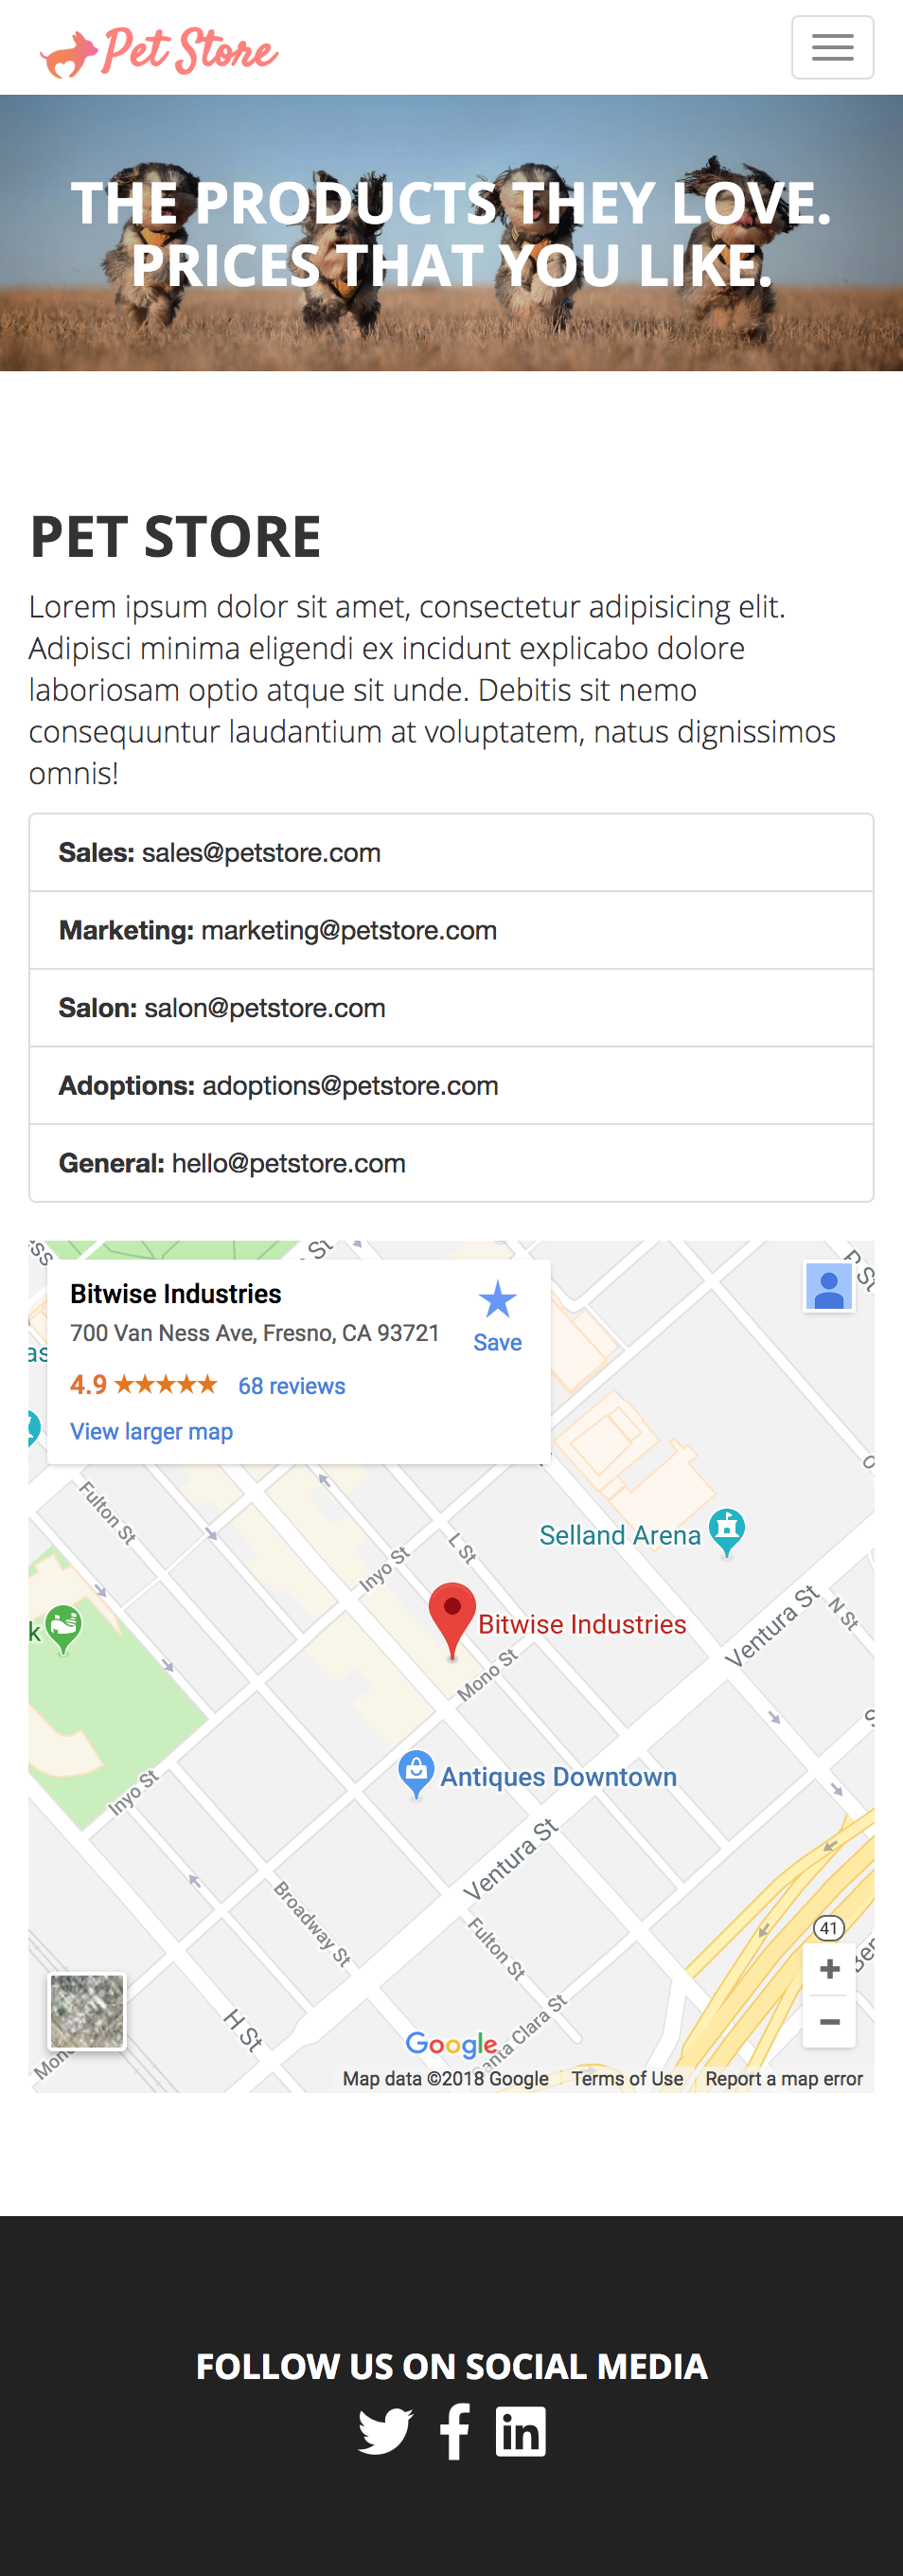 Pet Store
THE PRODUCTS THEY LOVE.
PRICES THAT YOU LIKE.
PET STORE
Lorem ipsum dolor sit amet, consectetur adipisicing elit.
Adipisci minima eligendi ex incidunt explicabo dolore
laboriosam optio atque sit unde. Debitis sit nemo
consequuntur laudantium at voluptatem, natus dignissimos
omnis!
Sales: sales@petstore.com
Marketing: marketing@petstore.com
Salon: salon@petstore.com
Adoptions: adoptions@petstore.com
General: hello@petstore.com
St
R St
Bitwise Industries
700 Van Ness Ave, Fresno, CA 93721
Save
4.9
68 reviews
View larger map
Fulton St
Selland Arena
L St
Inyo St
N St
Bitwise Industries
Ventura St
Mono St
Antiques Downtown
Inyo St
Ventura St
Broadway St
41
Fulton St
H St
Santa Clara St
Google
Map data ©2018 Google
Terms of Use
Report a map error
FOLLOW US ON SOCIAL MEDIA
in